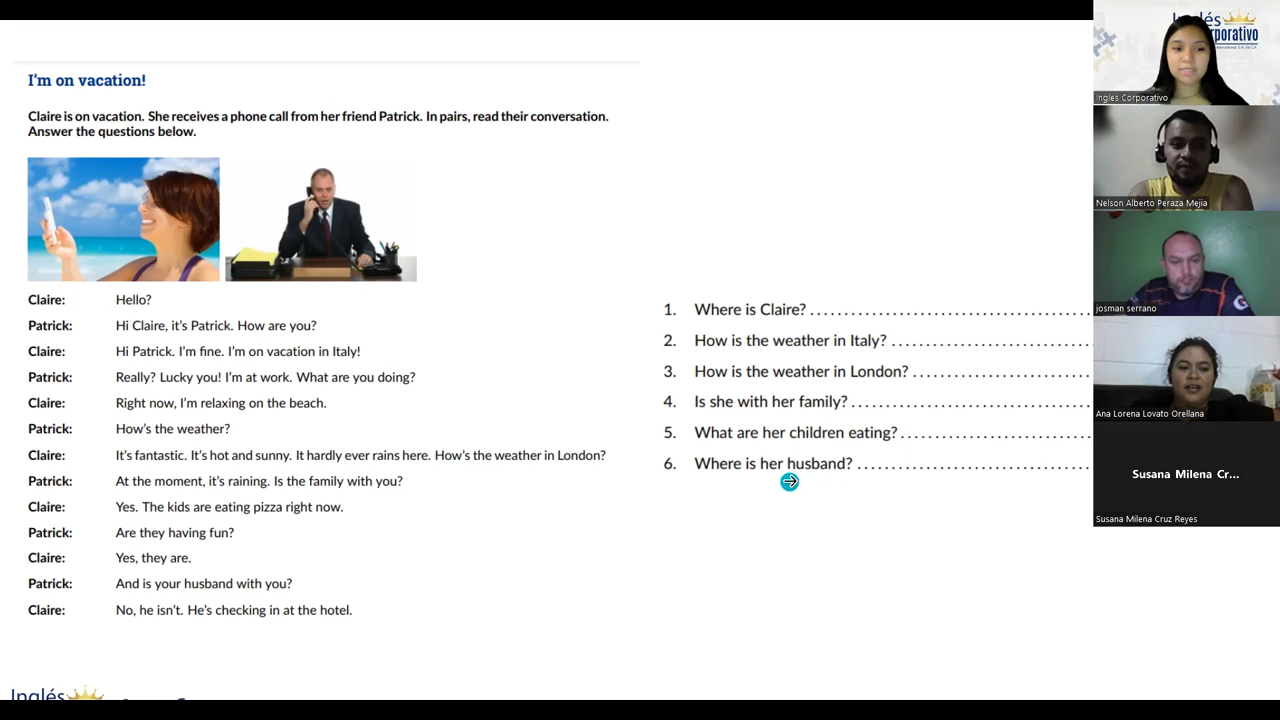 I'm on vacation!
Claire is on vacation. She receives a phone call from her friend Patrick. In pairs, read their conversation.
Answer the questions below.
Claire: Hello?
Patrick: Hi Claire, it's Patrick. How are you?
Claire: Hi Patrick. I'm fine. I'm on vacation in Italy!
Patrick: Really? Lucky you! I'm at work. What are you doing?
Claire: Right now, I'm relaxing on the beach.
Patrick: How's the weather?
Claire: It's fantastic. It's hot and sunny. It hardly ever rains here. How's the weather in London?
Patrick: At the moment, it's raining. Is the family with you?
Claire: Yes. The kids are eating pizza right now.
Patrick: Are they having fun?
Claire: Yes, they are.
Patrick: And is your husband with you?
Claire: No, he isn't. He's checking in at the hotel.
1. Where is Claire?
2. How is the weather in Italy?
3. How is the weather in London?
4. Is she with her family?
5. What are her children eating?
6. Where is her husband?
Inglés
Ingles Corporativo
Nelson Alberto Peraza Mejia
josman serrano
Ana Lorena Lovato Orellana
Susana Milena Cr...
Susana Milena Cruz Reyes